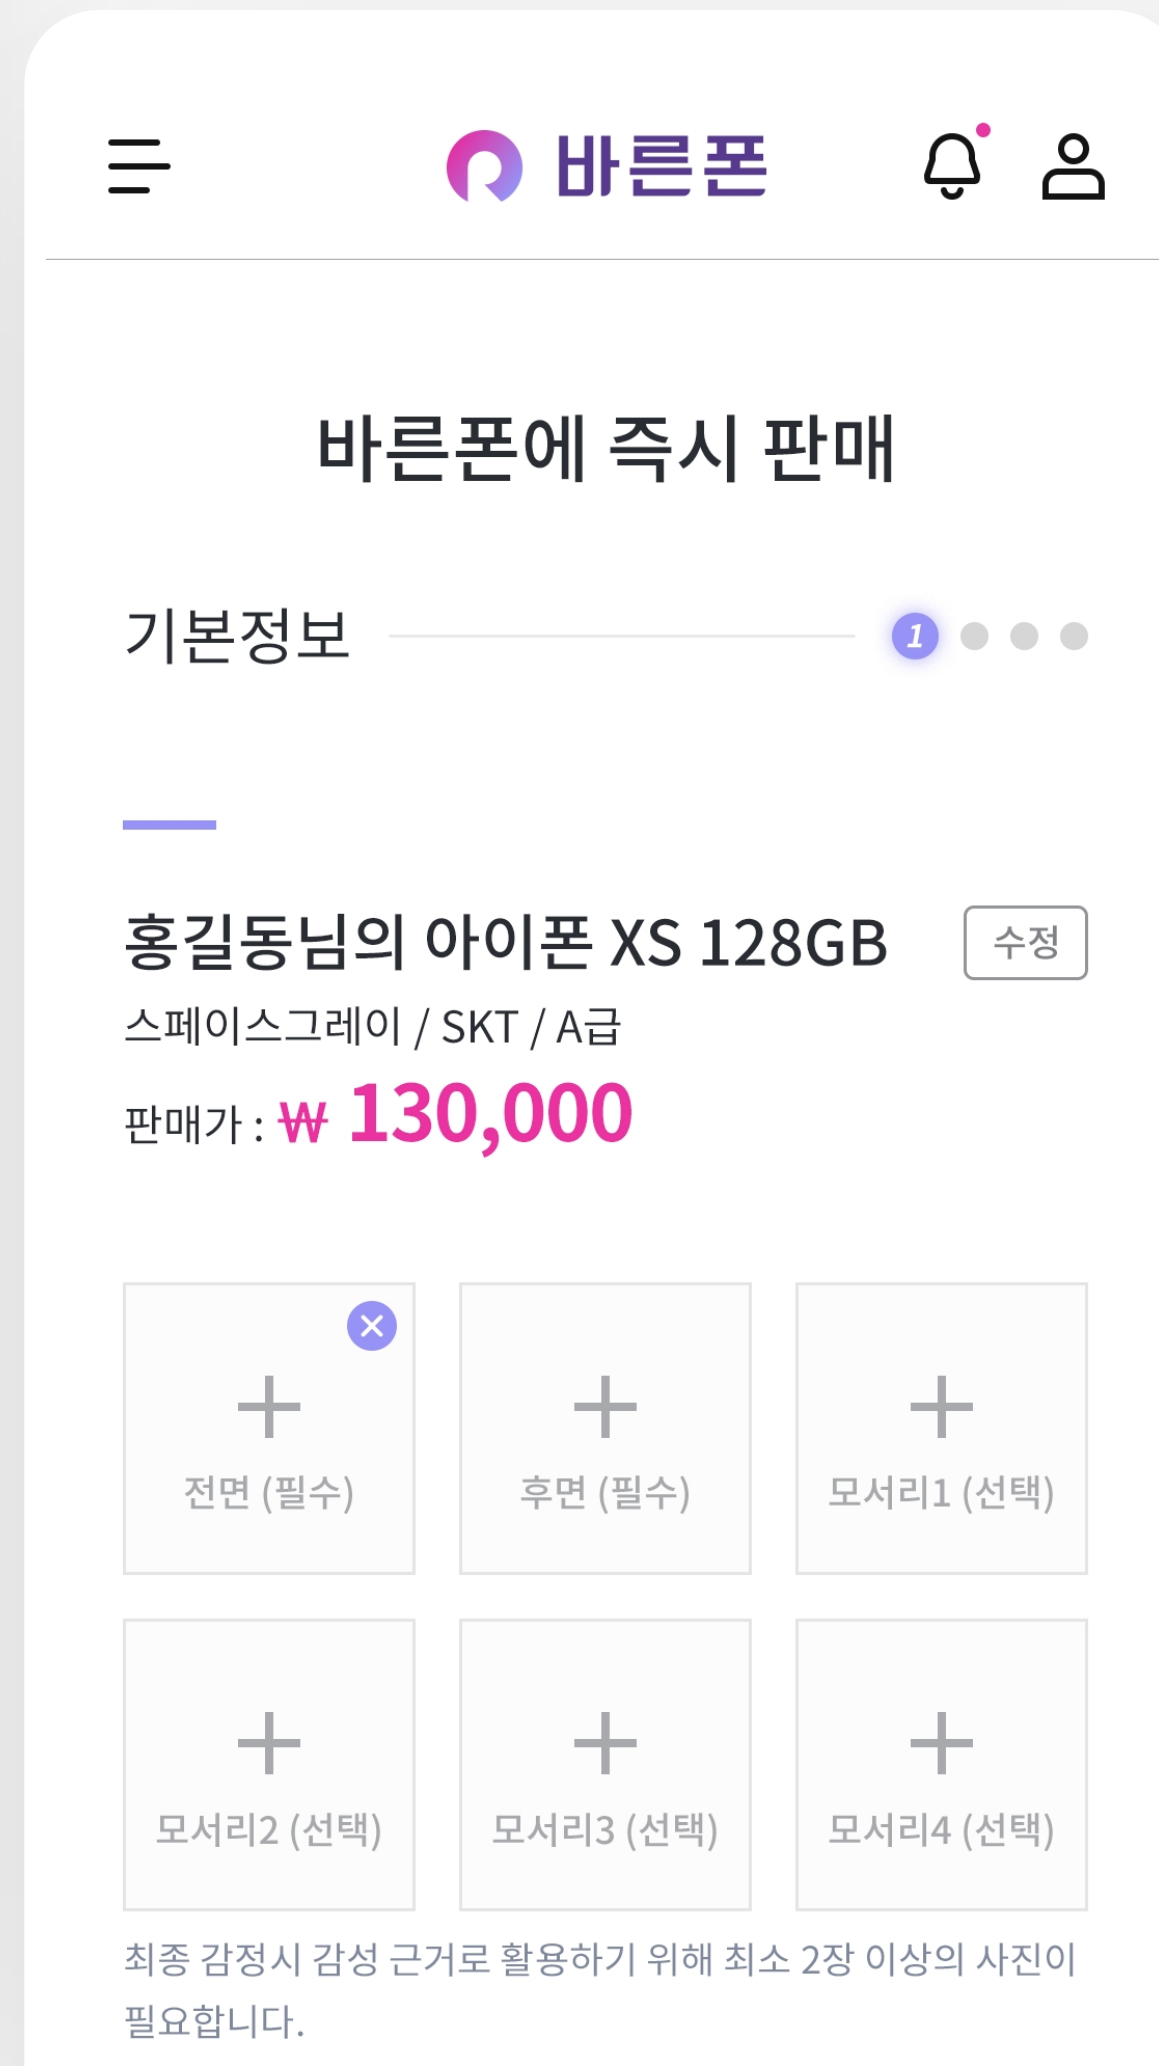 바른폰
바른폰에 즉시 판매
기본정보
1
홍길동님의 아이폰 XS 128GB
수정
스페이스그레이 / SKT / A급
판매가 : ₩ 130,000
전면 (필수)
후면 (필수)
모서리1 (선택)
모서리2 (선택)
모서리3 (선택)
모서리4 (선택)
최종 감정시 감성 근거로 활용하기 위해 최소 2장 이상의 사진이
필요합니다.